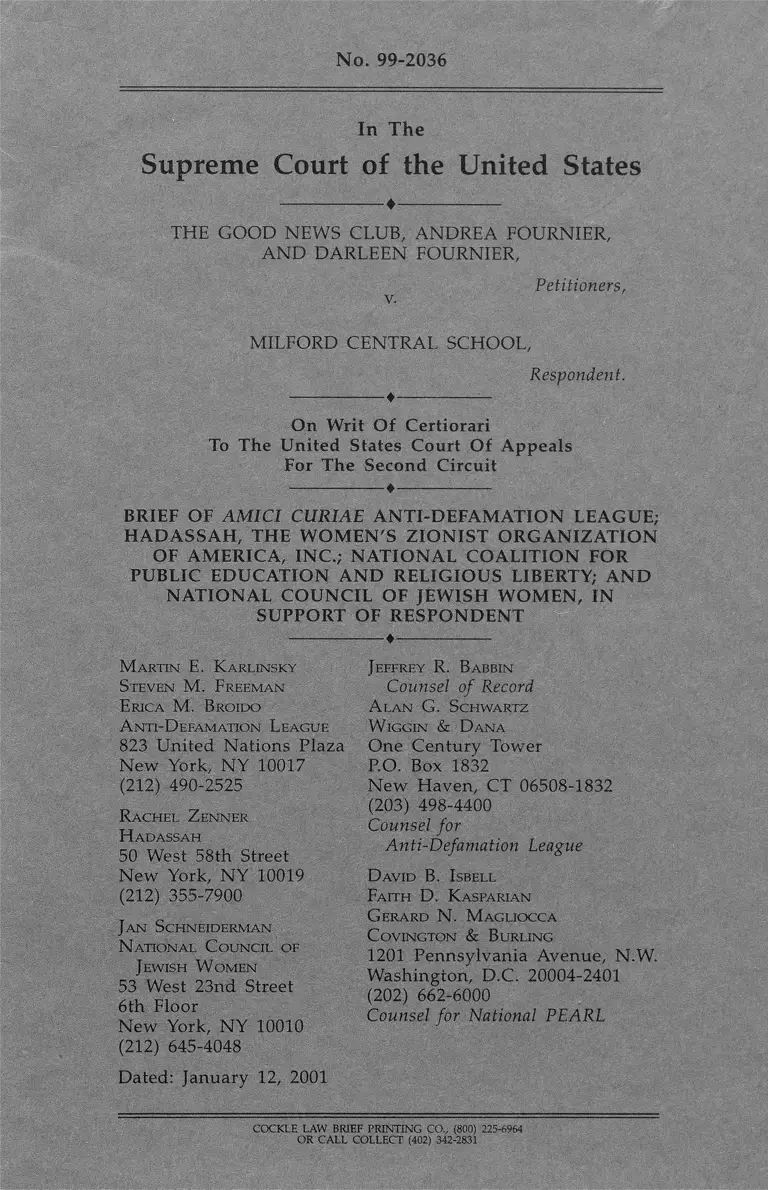 No. 99-2036
In The
Supreme Court of the United States
THE GOOD NEWS CLUB, ANDREA FOURNIER,
AND DARLEEN FOURNIER,
Petitioners,
v.
MILFORD CENTRAL SCHOOL,
Respondent.
On Writ Of Certiorari
To The United States Court Of Appeals
For The Second Circuit
BRIEF OF AMICI CURIAE ANTI-DEFAMATION LEAGUE;
HADASSAH, THE WOMEN'S ZIONIST ORGANIZATION
OF AMERICA, INC.; NATIONAL COALITION FOR
PUBLIC EDUCATION AND RELIGIOUS LIBERTY; AND
NATIONAL COUNCIL OF JEWISH WOMEN, IN
SUPPORT OF RESPONDENT
MARTIN E. KARLINSKY
STEVEN M. FREEMAN
ERICA M. BROIDO
ANTI-DEFAMATION LEAGUE
823 United Nations Plaza
New York, NY 10017
(212) 490-2525
RACHEL ZENNER
HADASSAH
50 West 58th Street
New York, NY 10019
(212) 355-7900
JAN SCHNEIDERMAN
NATIONAL COUNCIL OF
JEWISH WOMEN
53 West 23nd Street
6th Floor
New York, NY 10010
(212) 645-4048
Dated: January 12, 2001
JEFFREY R. BABBIN
Counsel of Record
ALAN G. SCHWARTZ
WIGGIN & DANA
One Century Tower
P.O. Box 1832
New Haven, CT 06508-1832
(203) 498-4400
Counsel for
Anti-Defamation League
DAVID B. ISBELL
FAITH D. KASPARIAN
GERARD N. MAGLIOCCA
COVINGTON & BURLING
1201 Pennsylvania Avenue, N.W.
Washington, D.C. 20004-2401
(202) 662-6000
Counsel for National PEARL
COCKLE LAW BRIEF PRINTING CO., (800) 225-6964
OR CALL COLLECT (402) 342-2831